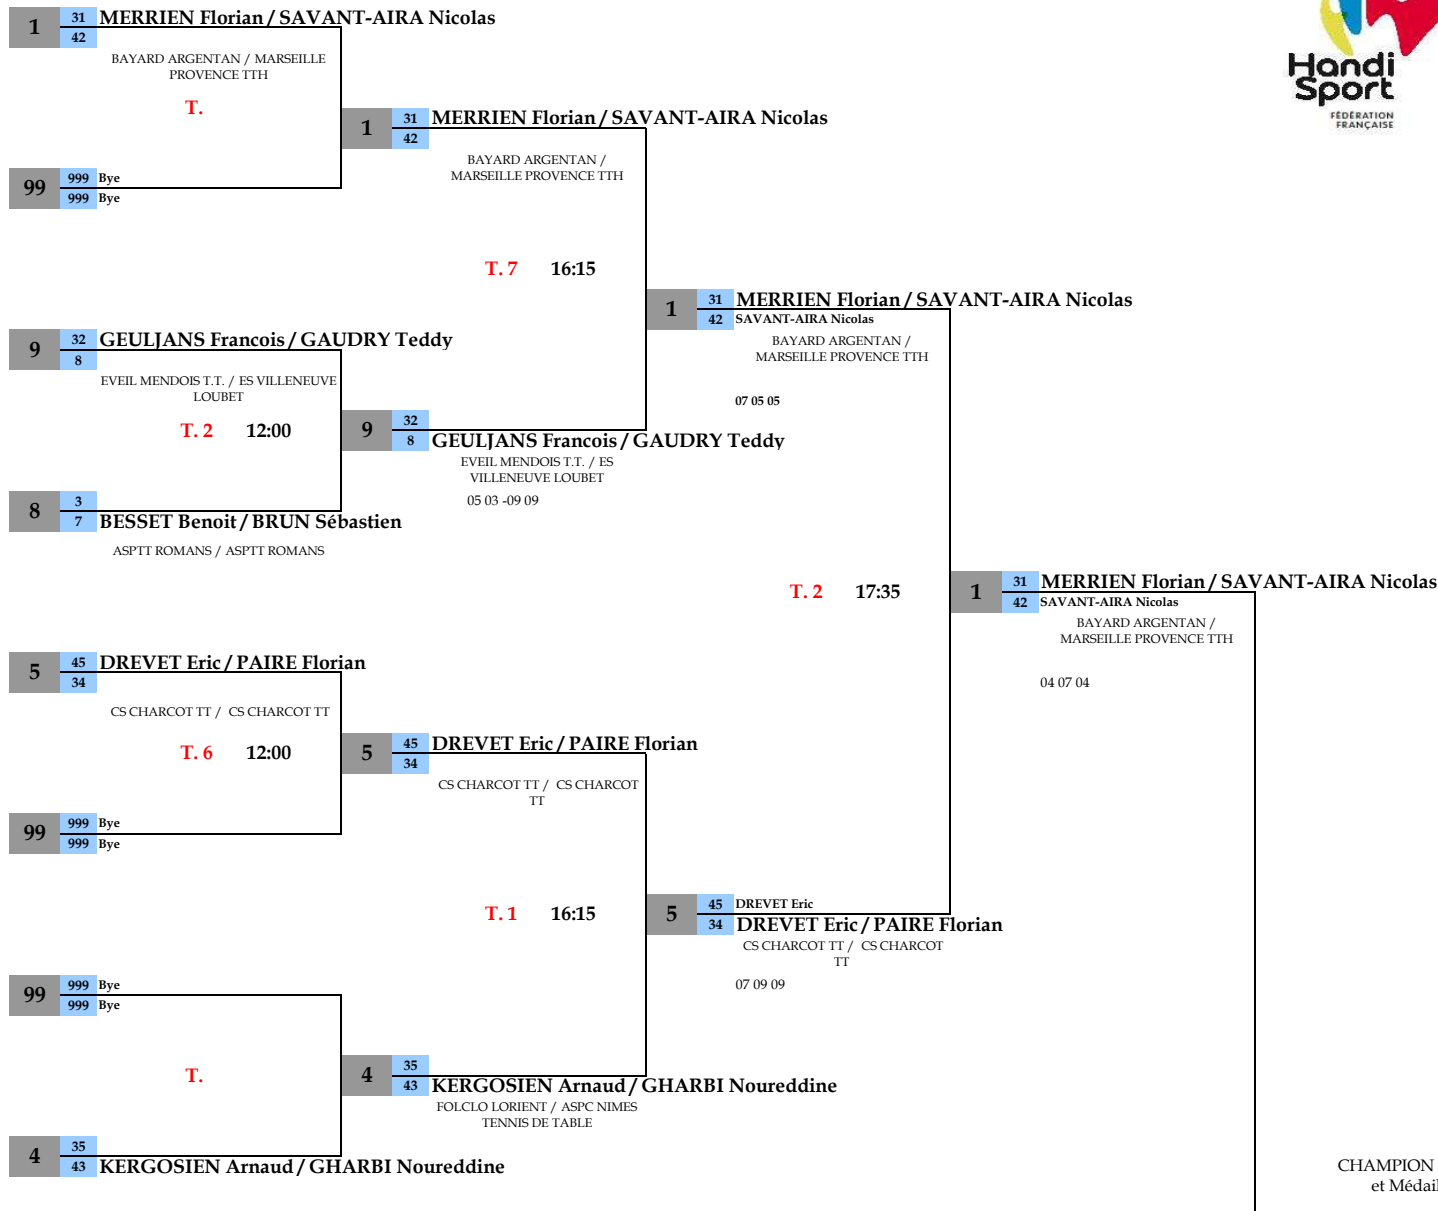 1 31 MERRIEN Florian / SAVANT-AIRA Nicolas
42
BAYARD ARGENTAN / MARSEILLE
PROVENCE TTH
T.
99 999 Bye
999 Bye
Handi
Sport
FÉDÉRATION
FRANÇAISE
1 31 MERRIEN Florian / SAVANT-AIRA Nicolas
42
BAYARD ARGENTAN /
MARSEILLE PROVENCE TTH
T. 7 16:15
1 31 MERRIEN Florian / SAVANT-AIRA Nicolas
42 SAVANT-AIRA Nicolas
BAYARD ARGENTAN /
MARSEILLE PROVENCE TTH
07 05 05
9 32 GEULJANS Francois / GAUDRY Teddy
8
EVEIL MENDOIS T.T. / ES VILLENEUVE
LOUBET
T. 2 12:00
9 32
8 GEULJANS Francois / GAUDRY Teddy
EVEIL MENDOIS T.T. / ES
VILLENEUVE LOUBET
05 03 -09 09
8 3
7 BESSET Benoit / BRUN Sébastien
ASPTT ROMANS / ASPTT ROMANS
T. 2 17:35
1 31 MERRIEN Florian / SAVANT-AIRA Nicolas
42 SAVANT-AIRA Nicolas
BAYARD ARGENTAN /
MARSEILLE PROVENCE TTH
04 07 04
5 45 DREVET Eric / PAIRE Florian
34
CS CHARCOT TT / CS CHARCOT TT
T. 6 12:00
5 45 DREVET Eric / PAIRE Florian
34
CS CHARCOT TT / CS CHARCOT
TT
99 999 Bye
999 Bye
T. 1 16:15
5 45 DREVET Eric
34 DREVET Eric / PAIRE Florian
CS CHARCOT TT / CS CHARCOT
TT
07 09 09
99 999 Bye
999 Bye
T.
4 35
43 KERGOSIEN Arnaud / GHARBI Noureddine
FOLCLO LORIENT / ASPC NIMES
TENNIS DE TABLE
4 35
43 KERGOSIEN Arnaud / GHARBI Noureddine
CHAMPION
et Médail